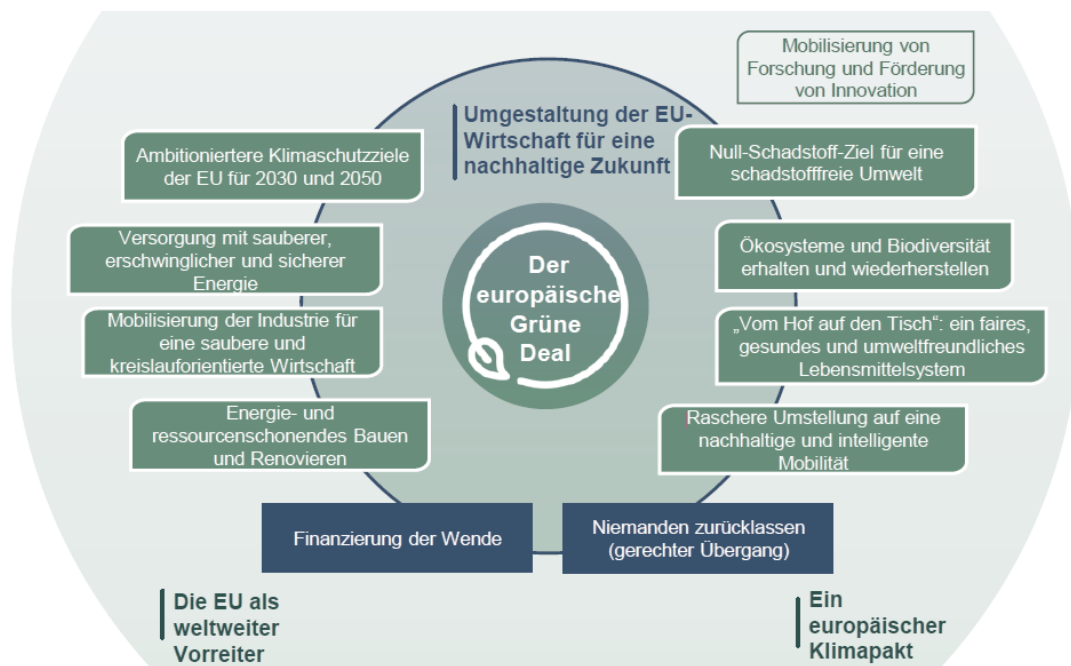 Mobilisierung von
Forschung und Förderung
von Innovation
Umgestaltung der EU-
Wirtschaft für eine
nachhaltige Zukunft
Ambitioniertere Klimaschutzziele
der EU für 2030 und 2050
Null-Schadstoff-Ziel für eine
schadstofffreie Umwelt
Versorgung mit sauberer,
erschwinglicher und sicherer
Energie
Ökosysteme und Biodiversität
erhalten und wiederherstellen
Der
europäische
Grüne
Deal
Mobilisierung der Industrie für
eine saubere und
kreislauforientierte Wirtschaft
„Vom Hof auf den Tisch“: ein faires,
gesundes und umweltfreundliches
Lebensmittelsystem
Energie- und
ressourcenschonendes Bauen
und Renovieren
Raschere Umstellung auf eine
nachhaltige und intelligente
Mobilität
Finanzierung der Wende
Niemanden zurücklassen
(gerechter Übergang)
Die EU als
weltweiter
Vorreiter
Ein
europäischer
Klimapakt